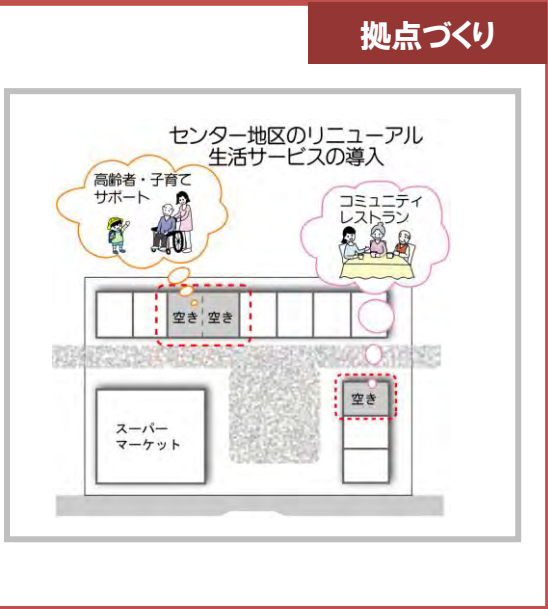 拠点づくり
センター地区のリニューアル
生活サービスの導入
高齢者・子育て
サポート
コミュニティ
レストラン
空き 空き
空き
スーパー
マーケット